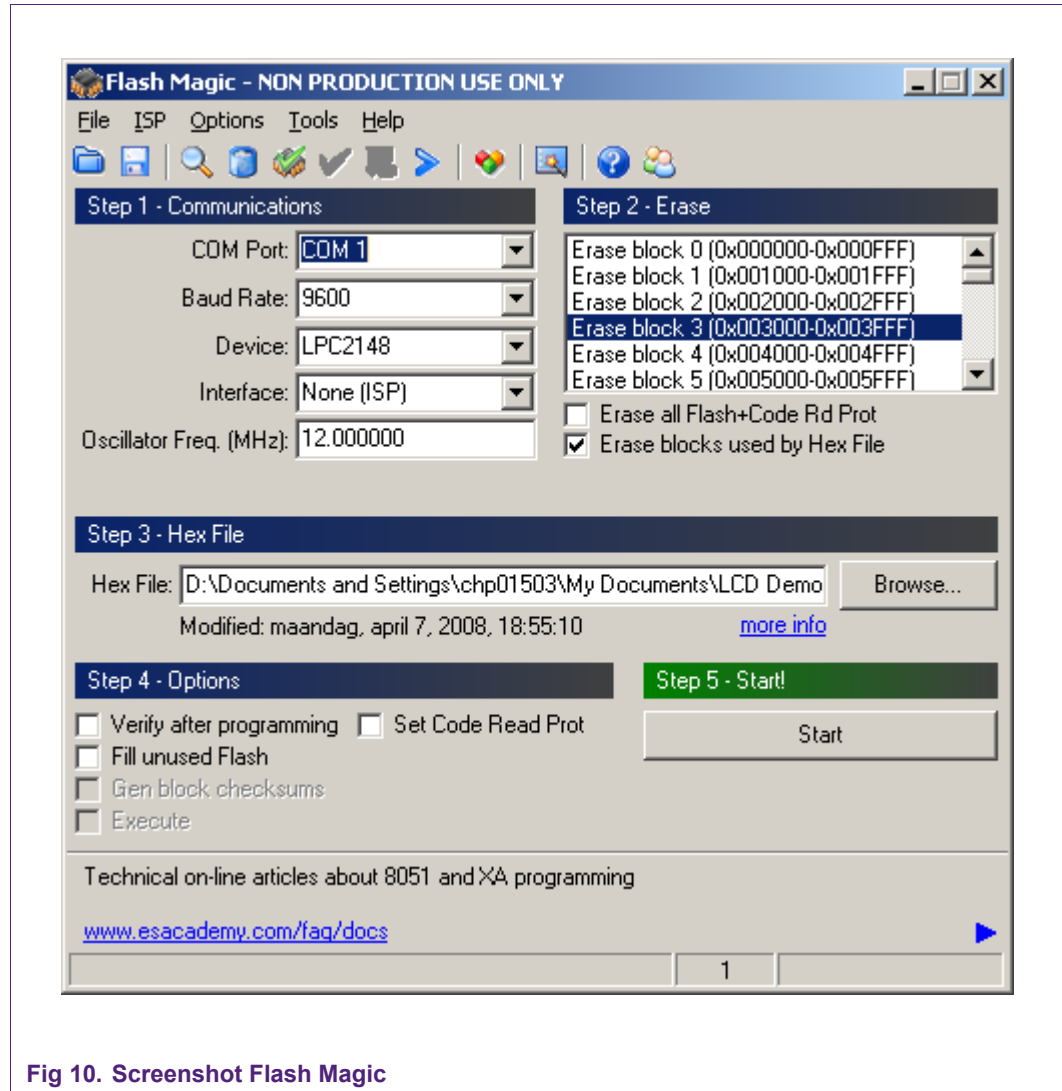 Flash Magic - NON PRODUCTION USE ONLY
File ISP Options Tools Help
Step 1 - Communications
COM Port: COM 1
Baud Rate: 9600
Device: LPC2148
Interface: None (ISP)
Oscillator Freq. (MHz): 12.000000
Step 2 - Erase
Erase block 0 (0x000000-0x000FFF)
Erase block 1 (0x001000-0x001FFF)
Erase block 2 (0x002000-0x002FFF)
Erase block 3 (0x003000-0x003FFF)
Erase block 4 (0x004000-0x004FFF)
Erase block 5 (0x005000-0x005FFF)
Erase all Flash+Code Rd Prot
Erase blocks used by Hex File
Step 3 - Hex File
Hex File: D:\Documents and Settings\chp01503\My Documents\LCD Demo Browse...
Modified: maandag, april 7, 2008, 18:55:10 more info
Step 4 - Options
Verify after programming Set Code Read Prot
Fill unused Flash
Gen block checksums
Execute
Step 5 - Start!
Start
Technical on-line articles about 8051 and XA programming
www.esacademy.com/faq/docs
1
Fig 10. Screenshot Flash Magic